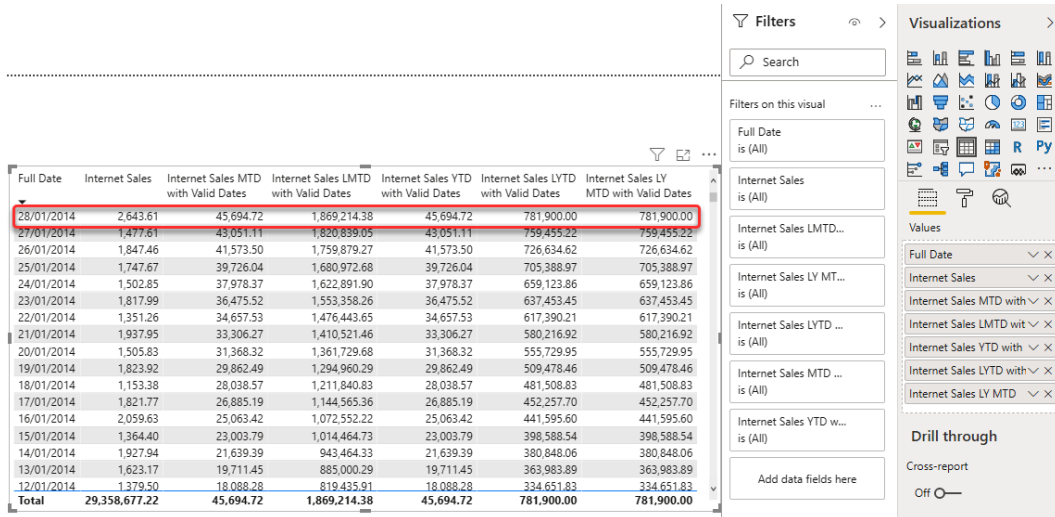 Filters
Visualizations
Search
Filters on this visual
Full Date
is (All)
Internet Sales
is (All)
Internet Sales LMTD...
is (All)
Internet Sales LY MT...
is (All)
Internet Sales LYTD ...
is (All)
Internet Sales MTD ...
is (All)
Internet Sales YTD w...
is (All)
Add data fields here
123
R Py
Values
Full Date
Internet Sales
Internet Sales MTD with
Internet Sales LMTD wit
Internet Sales YTD with
Internet Sales LYTD with
Internet Sales LY MTD
Drill through
Cross-report
Off
Full Date Internet Sales Internet Sales MTD with Valid Dates Internet Sales LMTD with Valid Dates Internet Sales YTD with Valid Dates Internet Sales LYTD with Valid Dates Internet Sales LY MTD with Valid Dates
28/01/2014 2,643.61 45,694.72 1,869,214.38 45,694.72 781,900.00 781,900.00
27/01/2014 1,477.61 43,051.11 1,820,839.05 43,051.11 759,455.22 759,455.22
26/01/2014 1,847.46 41,573.50 1,759,879.27 41,573.50 726,634.62 726,634.62
25/01/2014 1,747.67 39,726.04 1,680,972.68 39,726.04 705,388.97 705,388.97
24/01/2014 1,502.85 37,978.37 1,622,891.90 37,978.37 659,123.86 659,123.86
23/01/2014 1,817.99 36,475.52 1,553,358.26 36,475.52 637,453.45 637,453.45
22/01/2014 1,351.26 34,657.53 1,476,443.65 34,657.53 617,390.21 617,390.21
21/01/2014 1,937.95 33,306.27 1,410,521.46 33,306.27 580,216.92 580,216.92
20/01/2014 1,505.83 31,368.32 1,361,729.68 31,368.32 555,729.95 555,729.95
19/01/2014 1,823.92 29,862.49 1,294,960.29 29,862.49 509,478.46 509,478.46
18/01/2014 1,153.38 28,038.57 1,211,840.83 28,038.57 481,508.83 481,508.83
17/01/2014 1,821.77 26,885.19 1,144,565.36 26,885.19 452,257.70 452,257.70
16/01/2014 2,059.63 25,063.42 1,072,552.22 25,063.42 441,595.60 441,595.60
15/01/2014 1,364.40 23,003.79 1,014,464.73 23,003.79 398,588.54 398,588.54
14/01/2014 1,927.94 21,639.39 943,464.33 21,639.39 380,848.06 380,848.06
13/01/2014 1,623.17 19,711.45 885,000.29 19,711.45 363,983.89 363,983.89
12/01/2014 1,379.50 18,088.28 819,435.91 18,088.28 334,651.83 334,651.83
Total 29,358,677.22 45,694.72 1,869,214.38 45,694.72 781,900.00 781,900.00